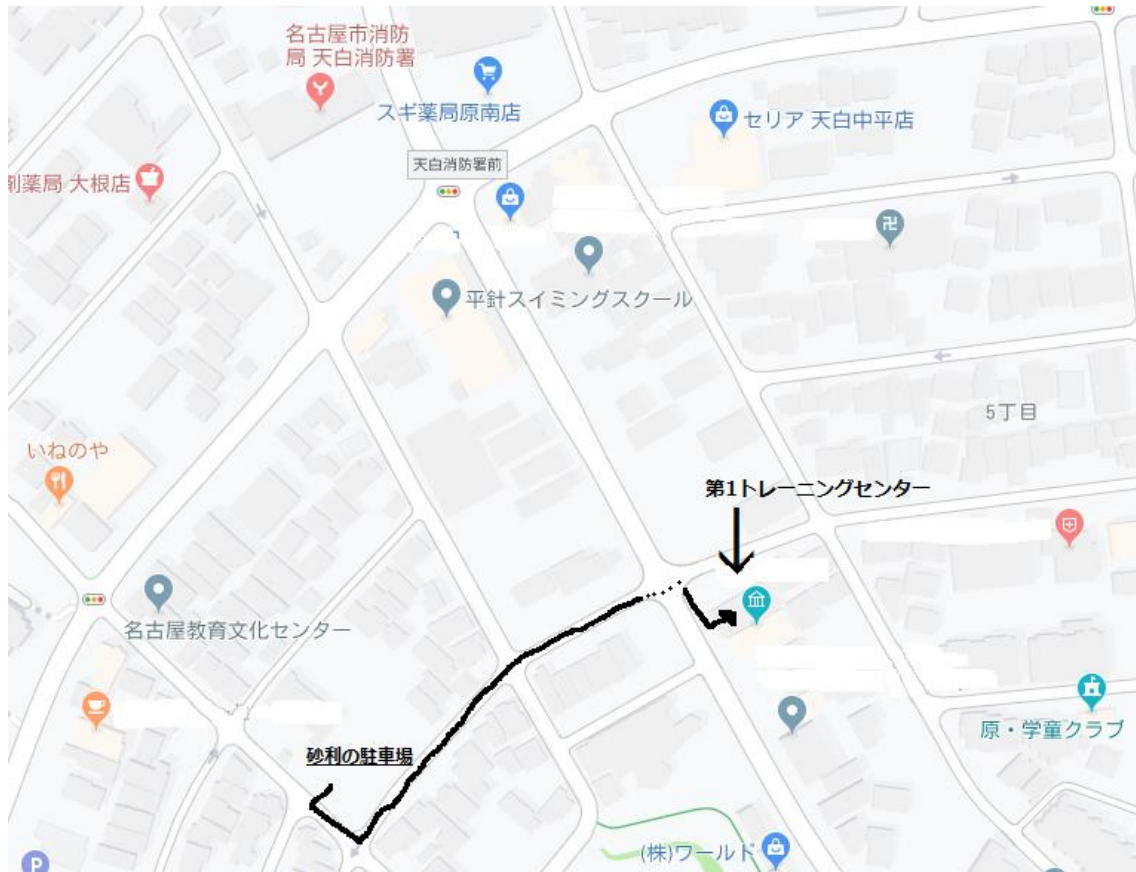 名古屋市消防
局 天白消防署
スギ薬局原南店
セリア 天白中平店
天白消防署前
剤薬局 大根店
卍
平針スイミングスクール
5丁目
いねのや
第1トレーニングセンター
名古屋教育文化センター
原・学童クラブ
砂利の駐車場
(株)ワールド
P